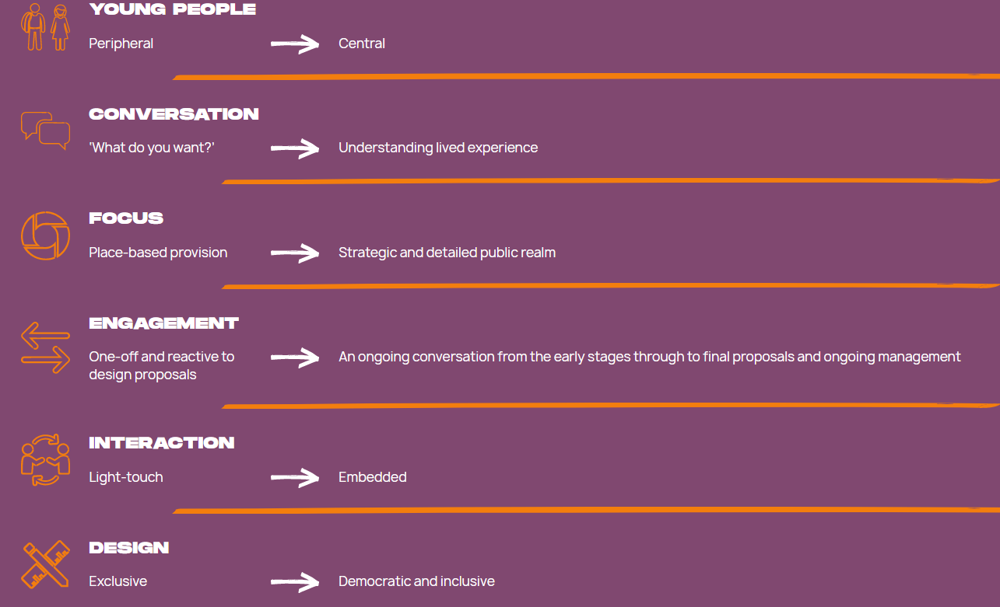 YOUNG PEOPLE
Peripheral
Central
CONVERSATION
'What do you want?'
Understanding lived experience
FOCUS
Place-based provision
Strategic and detailed public realm
ENGAGEMENT
One-off and reactive to
design proposals
An ongoing conversation from the early stages through to final proposals and ongoing management
INTERACTION
Light-touch
Embedded
DESIGN
Exclusive
Democratic and inclusive